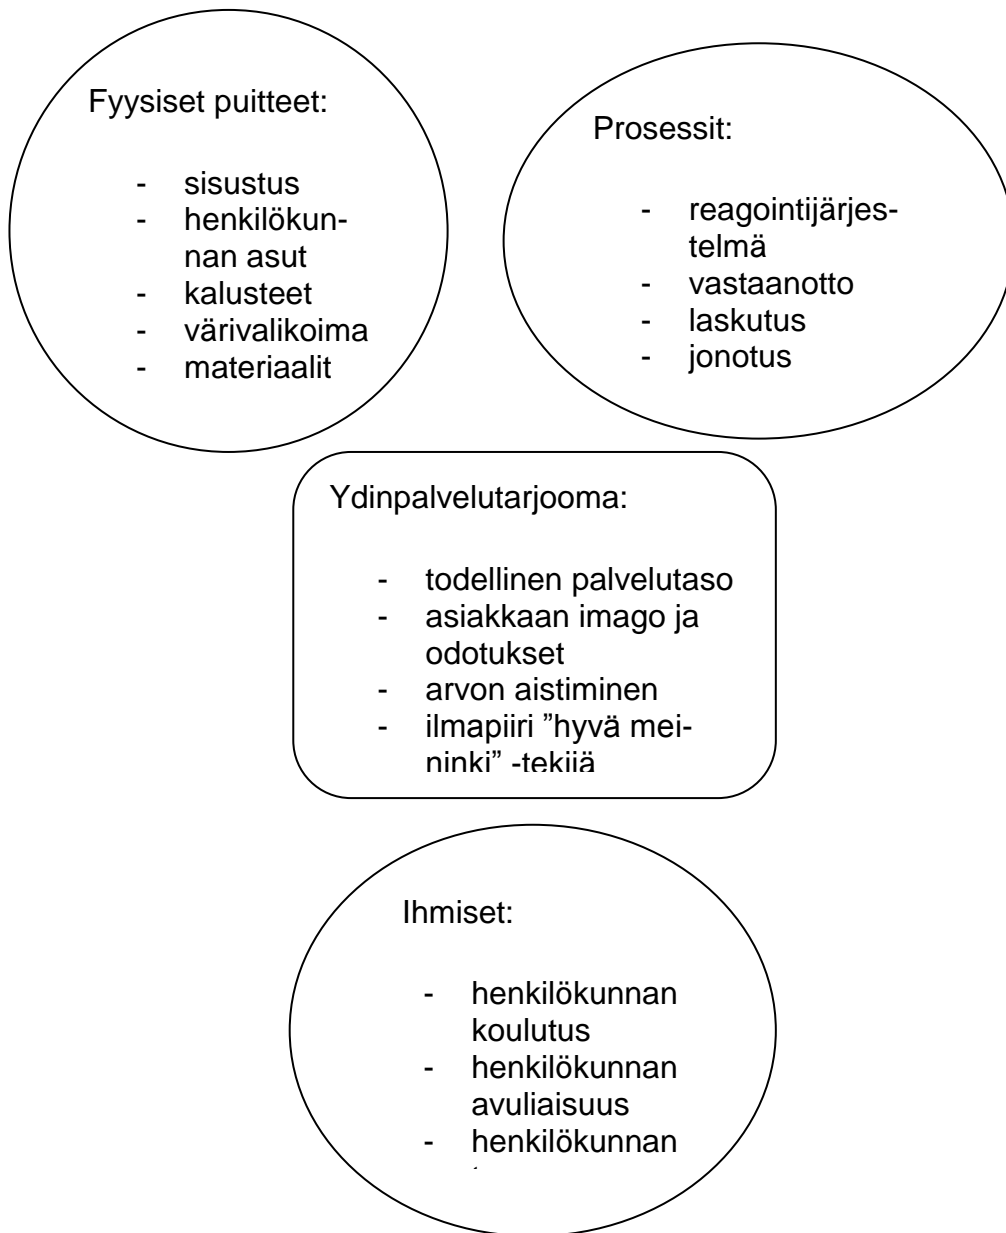 Fyysiset puitteet:
- sisustus
- henkilökun-
nan asut
- kalusteet
- värivalikoima
- materiaalit
Prosessit:
- reagointijärjes-
telmä
- vastaanotto
- laskutus
- jonotus
Ydinpalvelutarjooma:
- todellinen palvelutaso
- asiakkaan imago ja
odotukset
- arvon aistiminen
- ilmapiiri ”hyvä mei-
ninki” -tekijä
Ihmiset:
- henkilökunnan
koulutus
- henkilökunnan
avuliaisuus
- henkilökunnan